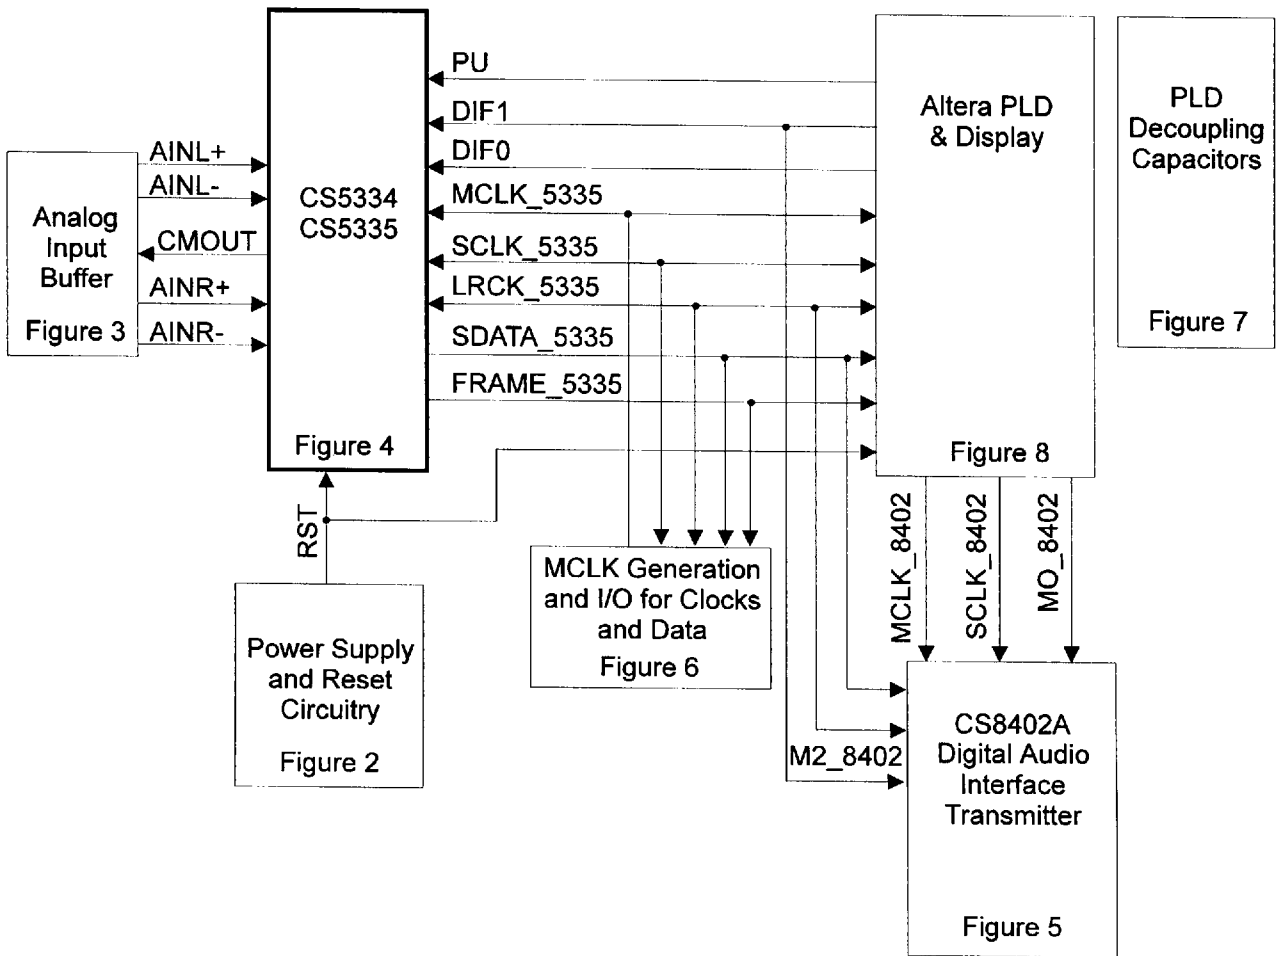 AINL+
AINL-
CMOUT
AINR+
AINR-
Analog
Input
Buffer
Figure 3
CS5334
CS5335
Figure 4
PU
DIF1
DIF0
MCLK_5335
SCLK_5335
LRCK_5335
SDATA_5335
FRAME_5335
Altera PLD
& Display
Figure 8
PLD
Decoupling
Capacitors
Figure 7
RST
Power Supply
and Reset
Circuitry
Figure 2
MCLK Generation
and I/O for Clocks
and Data
Figure 6
MCLK_8402
SCLK_8402
MO_8402
M2_8402
CS8402A
Digital Audio
Interface
Transmitter
Figure 5